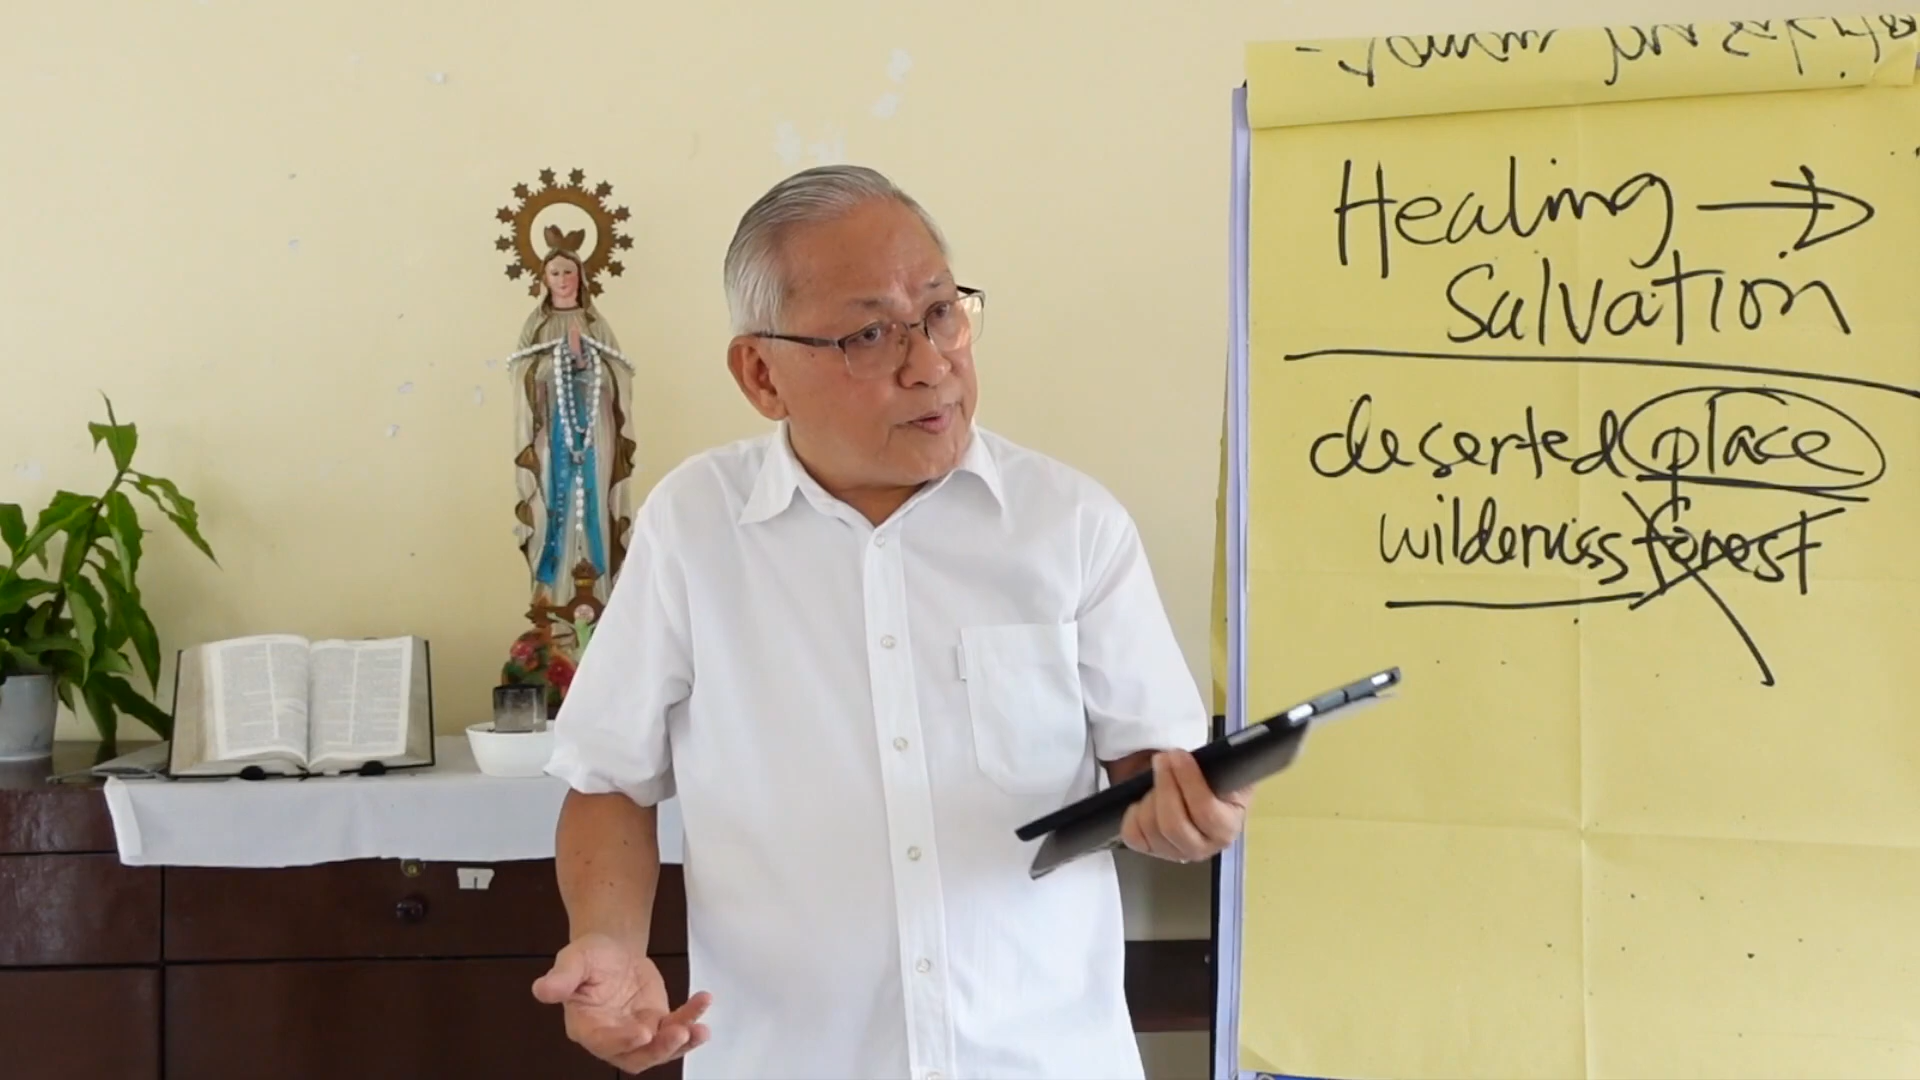 Healing →
Salvation
deserted place
wilderness forest